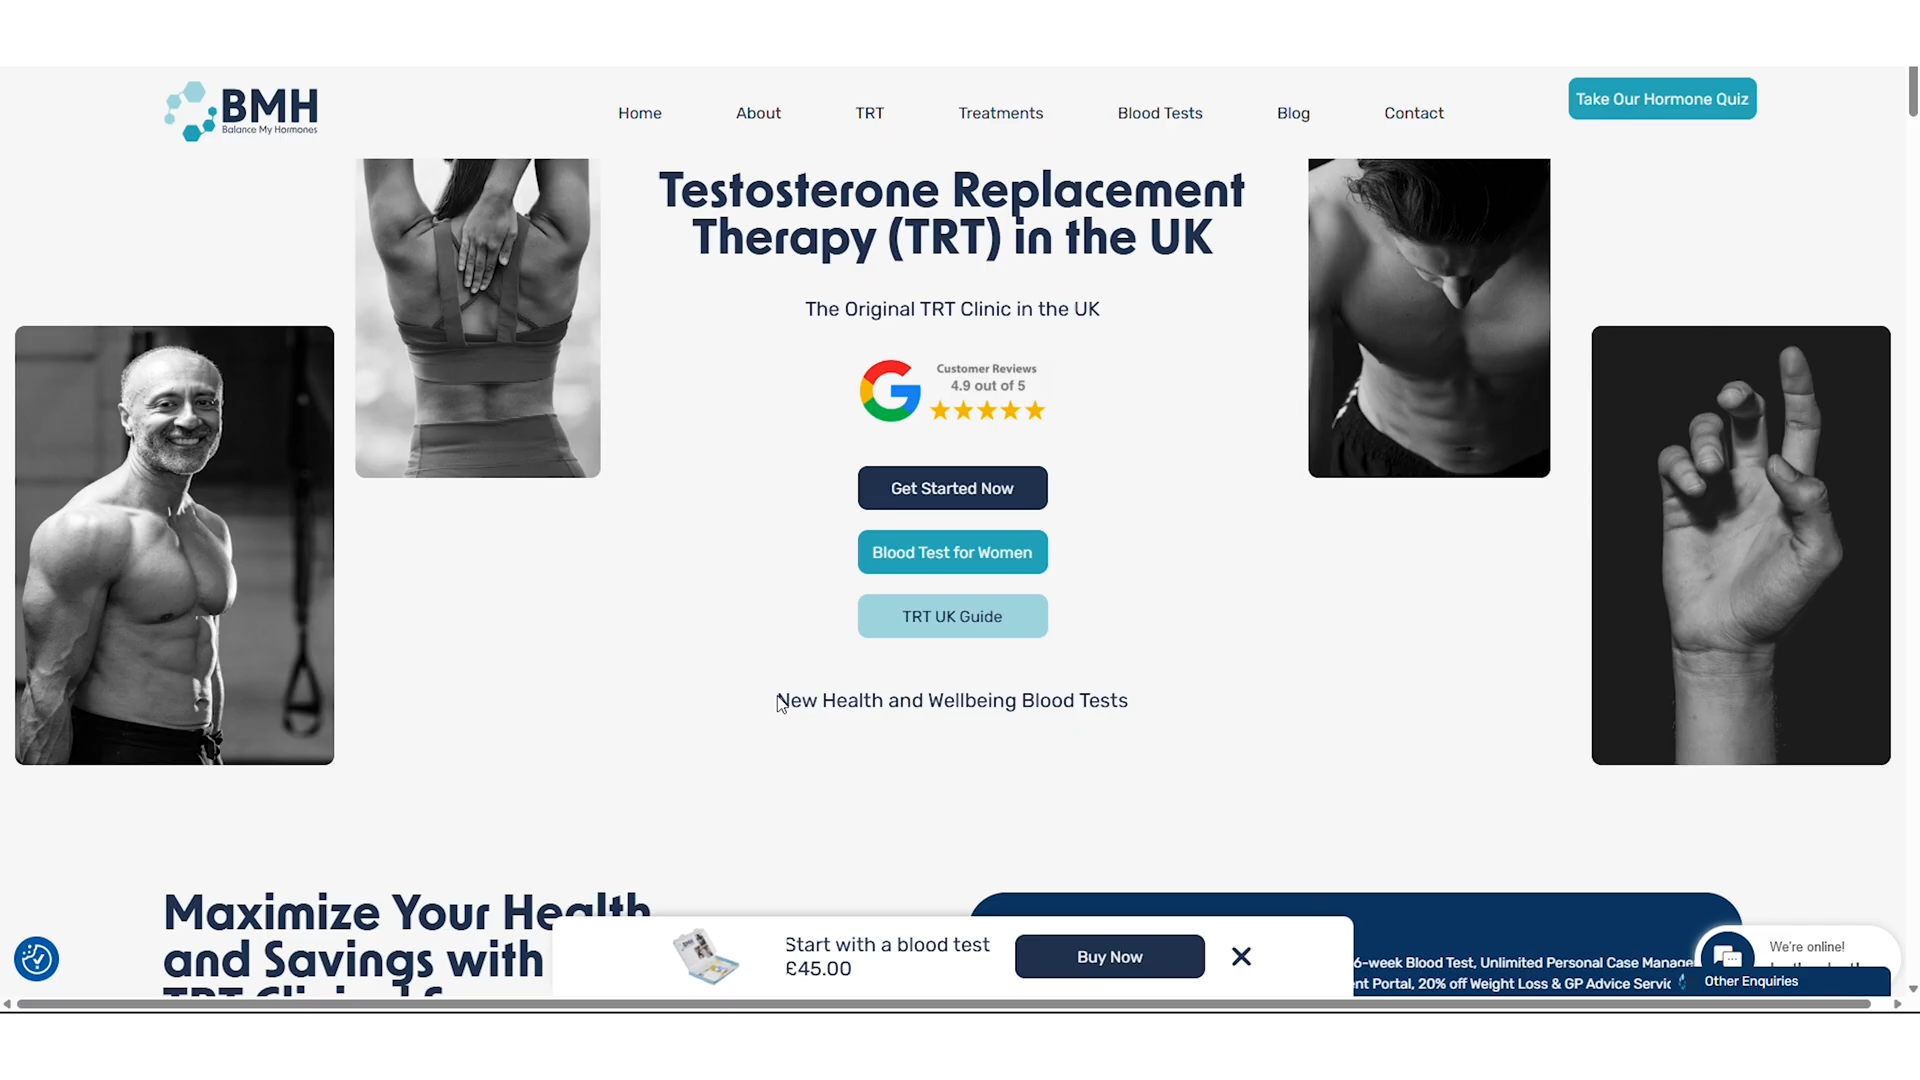 BMH
Balance My Hormones
Home
About
TRT
Treatments
Blood Tests
Blog
Contact
Take Our Hormone Quiz
Testosterone Replacement
Therapy (TRT) in the UK
The Original TRT Clinic in the UK
G
Customer Reviews
4.9 out of 5
Get Started Now
Blood Test for Women
TRT UK Guide
New Health and Wellbeing Blood Tests
Maximize Your Health
and Savings with
Start with a blood test
£45.00
Buy Now
6-week Blood Test, Unlimited Personal Case
Portal, 20% off Weight Loss & GP Advice
We're online!
Other Enquiries